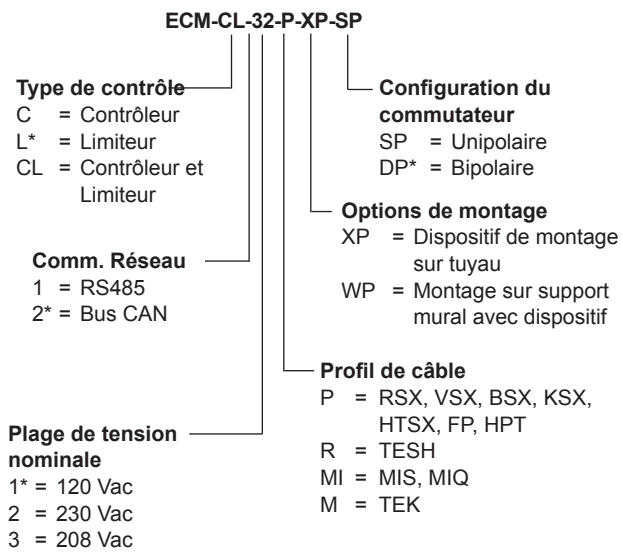 ECM-CL-32-P-XP-SP
Type de contrôle
C = Contrôleur
L* = Limiteur
CL = Contrôleur et
Limiteur
Comm. Réseau
1 = RS485
2* = Bus CAN
Plage de tension
nominale
1* = 120 Vac
2 = 230 Vac
3 = 208 Vac
Configuration du
commutateur
SP = Unipolaire
DP* = Bipolaire
Options de montage
XP = Dispositif de montage
sur tuyau
WP = Montage sur support
mural avec dispositif
Profil de câble
P = RSX, VSX, BSX, KSX,
HTSX, FP, HPT
R = TESH
MI = MIS, MIQ
M = TEK